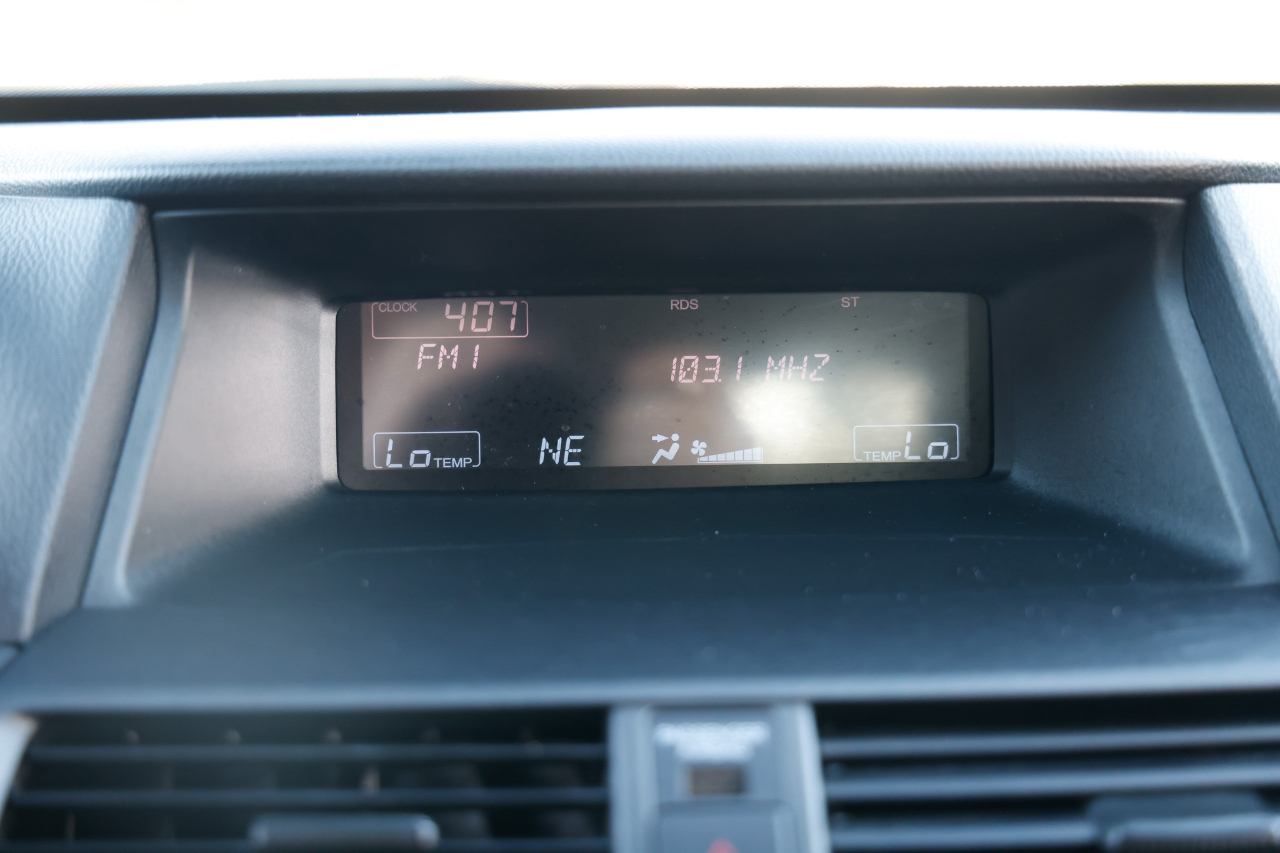 CLOCK 407 RDS ST
FM1 103.1 MHZ
Lo TEMP NE TEMP Lo